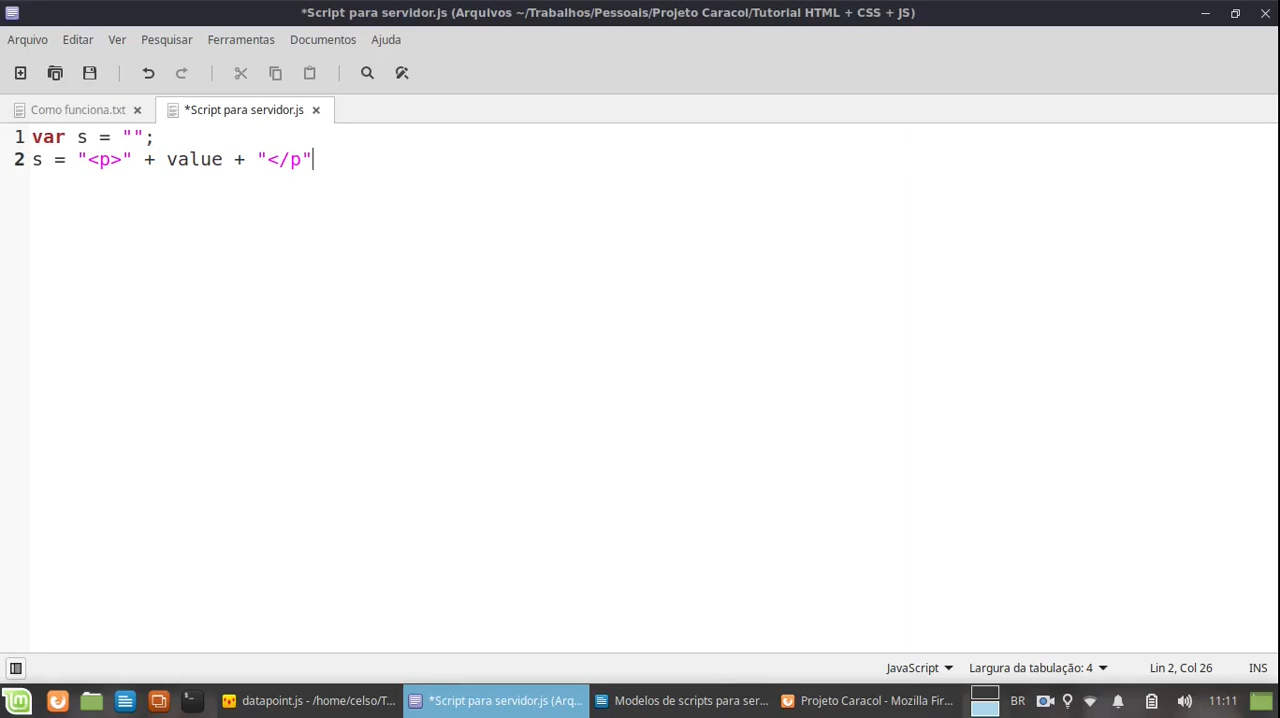 *Script para servidor.js (Arquivos ~/Trabalhos/Pessoais/Projeto Caracol/Tutorial HTML + CSS + JS)
Arquivo Editar Ver Pesquisar Ferramentas Documentos Ajuda
Como funciona.txt *Script para servidor.js
1 var s = "";
2 s = "<p>" + value + "</p"
JavaScript Largura da tabulação: 4 Lin 2, Col 26 INS
datapoint.js - /home/celso/T... *Script para servidor.js (Arq... Modelos de scripts para ser... Projeto Caracol - Mozilla Fir... BR 11:11